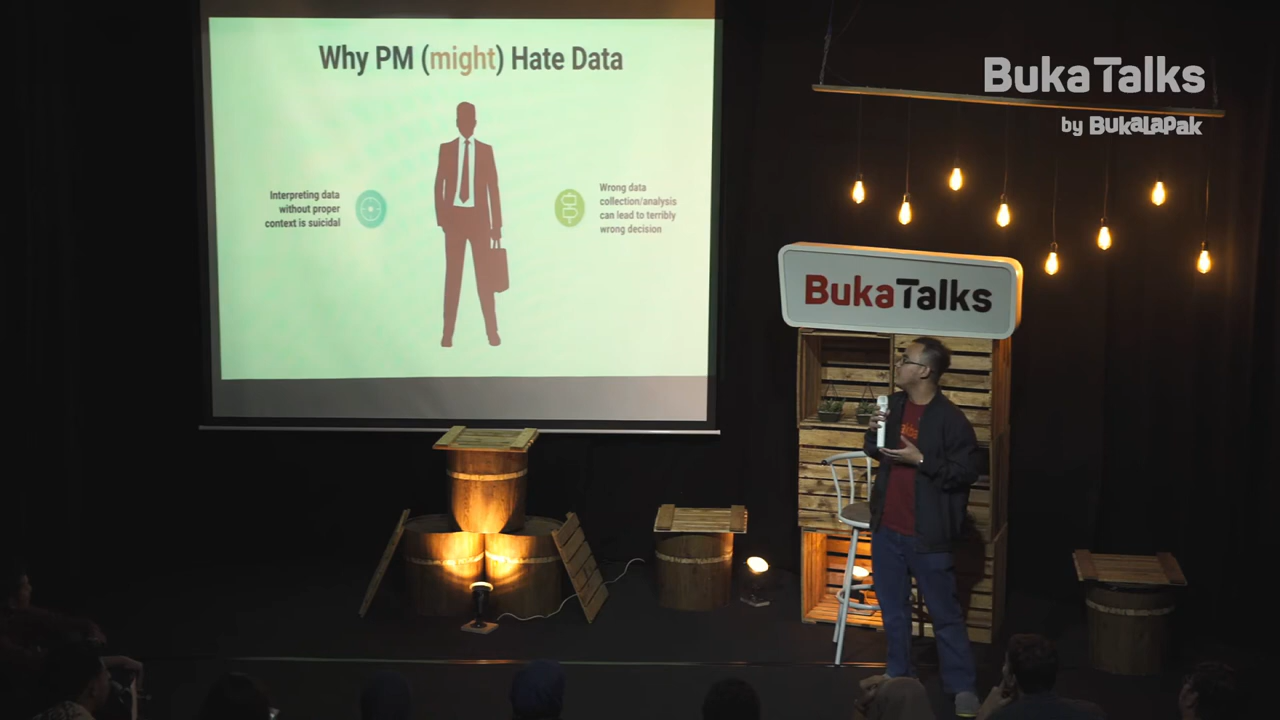 Why PM (might) Hate Data
Interpreting data
without proper
context is suicidal
Wrong data
collection/analysis
can lead to terribly
wrong decision
BukaTalks
by BukaLapak
BukaTalks